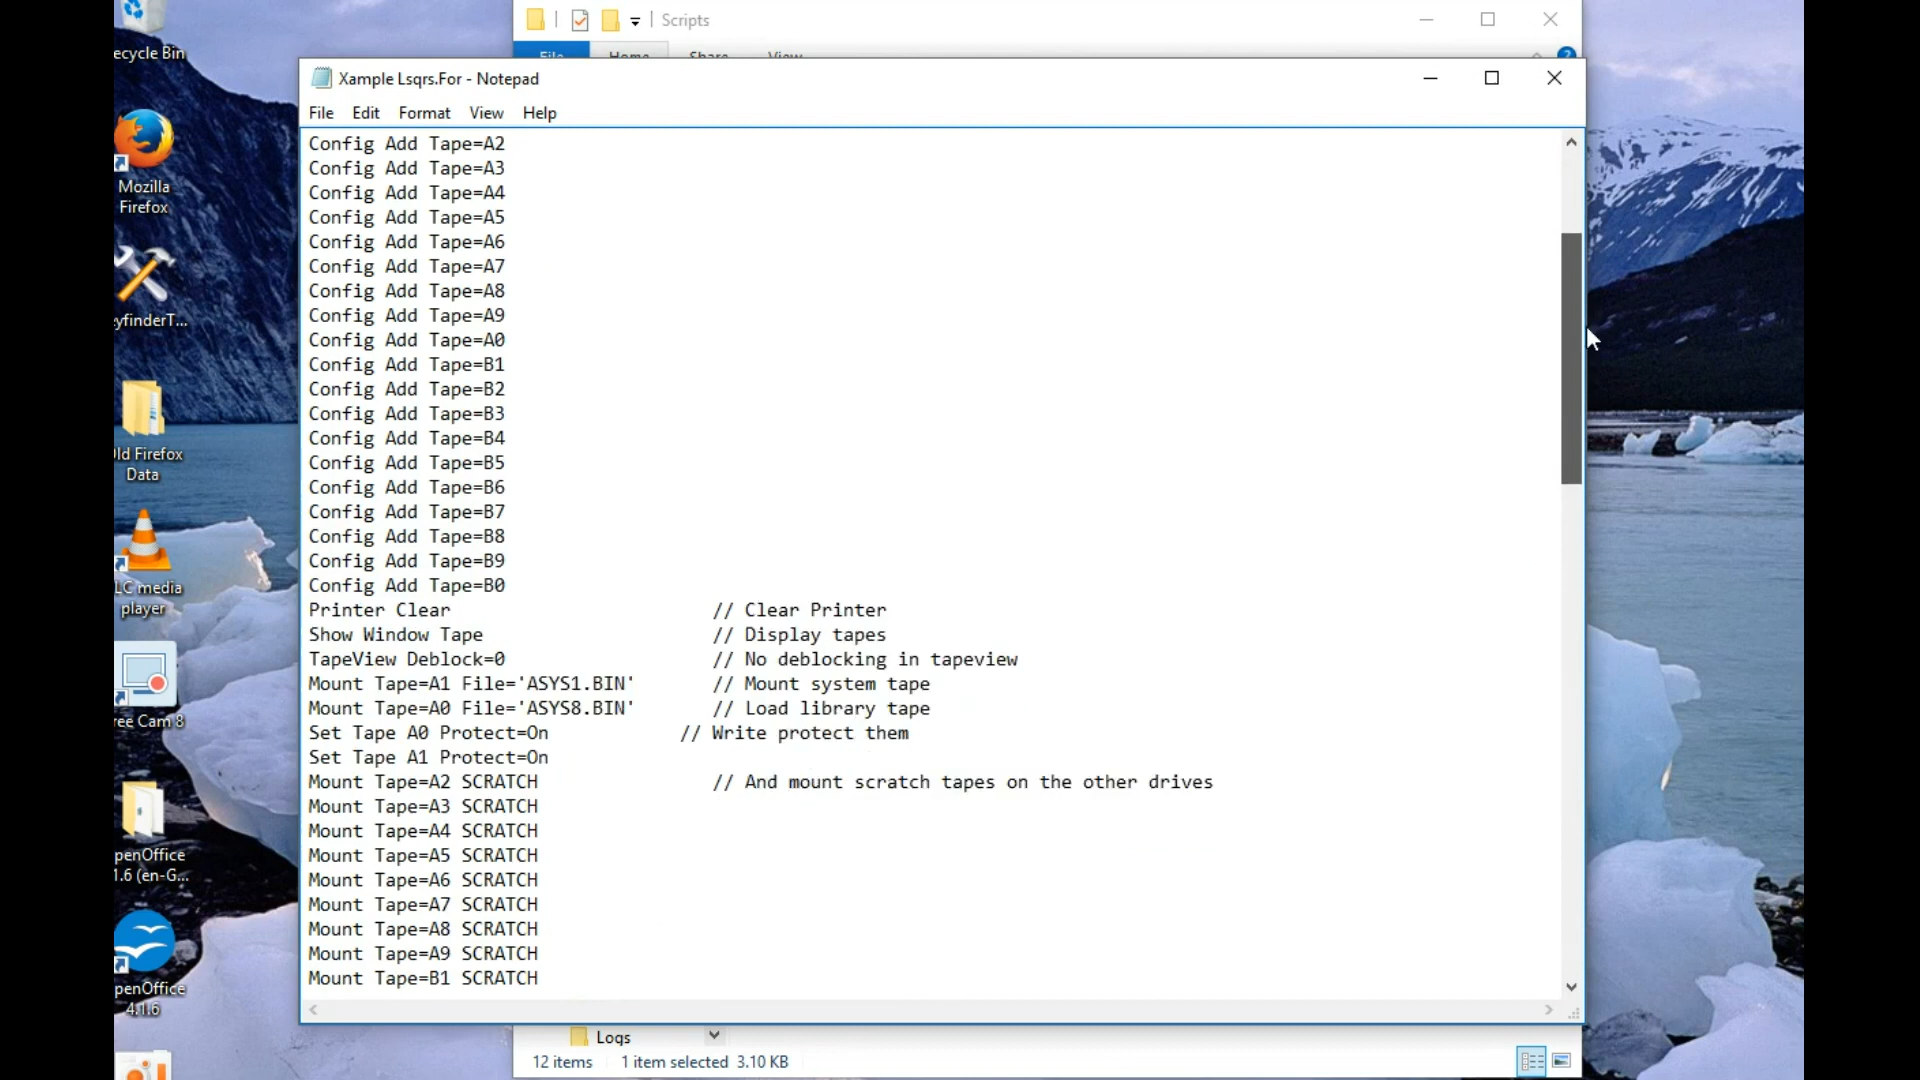 Scripts
File Home Share View
Xample Lsqrs.For - Notepad
File Edit Format View Help
Config Add Tape=A2
Config Add Tape=A3
Config Add Tape=A4
Config Add Tape=A5
Config Add Tape=A6
Config Add Tape=A7
Config Add Tape=A8
Config Add Tape=A9
Config Add Tape=A0
Config Add Tape=B1
Config Add Tape=B2
Config Add Tape=B3
Config Add Tape=B4
Config Add Tape=B5
Config Add Tape=B6
Config Add Tape=B7
Config Add Tape=B8
Config Add Tape=B9
Config Add Tape=B0
Printer Clear // Clear Printer
Show Window Tape // Display tapes
TapeView Deblock=0 // No deblocking in tapeview
Mount Tape=A1 File='ASYS1.BIN' // Mount system tape
Mount Tape=A0 File='ASYS8.BIN' // Load library tape
Set Tape A0 Protect=On // Write protect them
Set Tape A1 Protect=On
Mount Tape=A2 SCRATCH // And mount scratch tapes on the other drives
Mount Tape=A3 SCRATCH
Mount Tape=A4 SCRATCH
Mount Tape=A5 SCRATCH
Mount Tape=A6 SCRATCH
Mount Tape=A7 SCRATCH
Mount Tape=A8 SCRATCH
Mount Tape=A9 SCRATCH
Mount Tape=B1 SCRATCH
Logs
12 items 1 item selected 3.10 KB
ecycle Bin
Mozilla
Firefox
eyfinderT...
ld Firefox
Data
LC media
player
ree Cam 8
penOffice
.1.6 (en-G...
penOffice
4.1.6